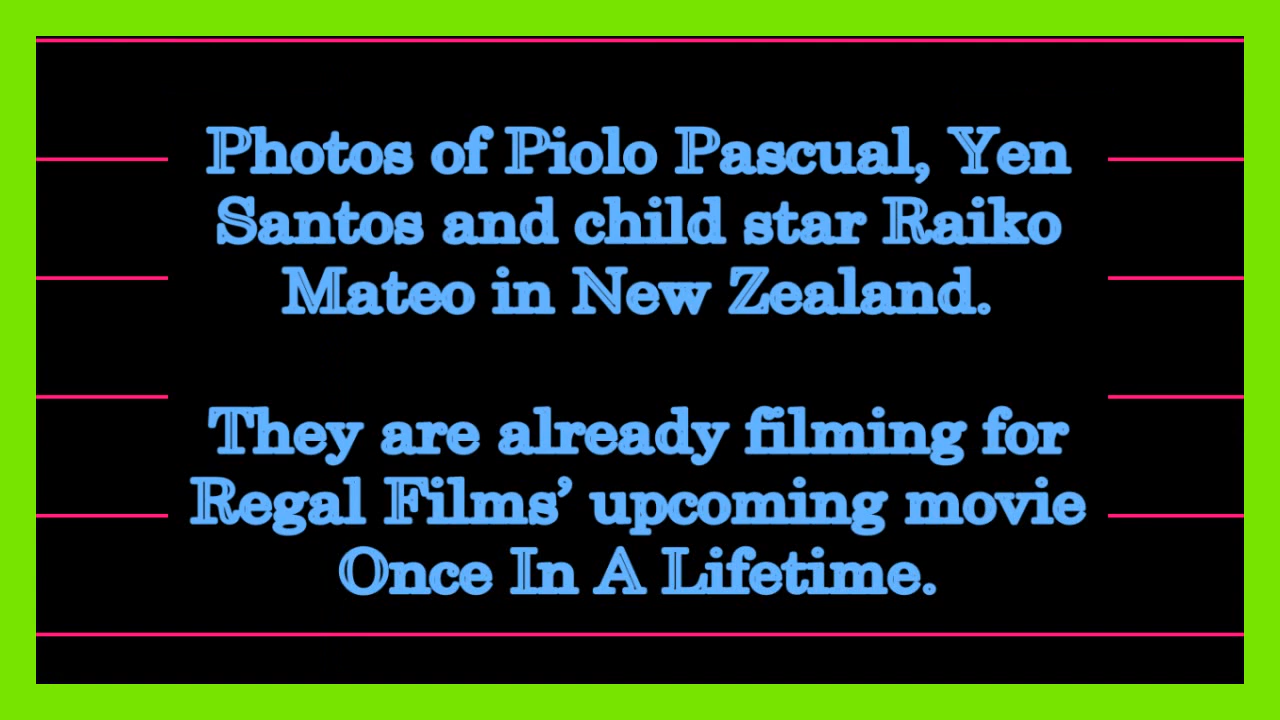 Photos of Piolo Pascual, Yen
Santos and child star Raiko
Mateo in New Zealand.
They are already filming for
Regal Films’ upcoming movie
Once In A Lifetime.